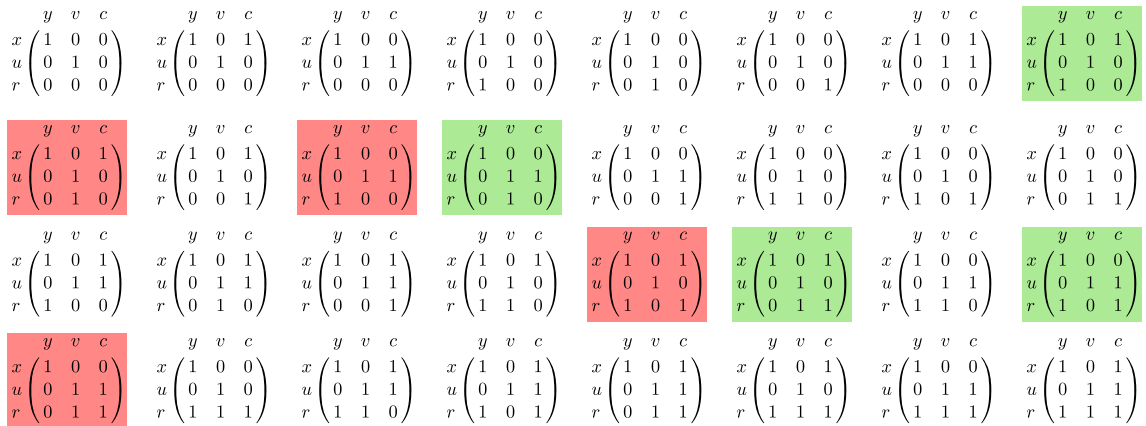 y v c y v c y v c y v c y v c y v c y v c y v c
x 1 0 0 x 1 0 1 x 1 0 0 x 1 0 0 x 1 0 0 x 1 0 0 x 1 0 1 x 1 0 1
u 0 1 0 u 0 1 0 u 0 1 1 u 0 1 0 u 0 1 0 u 0 1 0 u 0 1 1 u 0 1 0
r 0 0 0 r 0 0 0 r 0 0 0 r 1 0 0 r 0 1 0 r 0 0 1 r 0 0 0 r 1 0 0
y v c y v c y v c y v c y v c y v c y v c y v c
x 1 0 1 x 1 0 1 x 1 0 0 x 1 0 0 x 1 0 0 x 1 0 0 x 1 0 0 x 1 0 0
u 0 1 0 u 0 1 0 u 0 1 1 u 0 1 1 u 0 1 1 u 0 1 0 u 0 1 0 u 0 1 0
r 0 1 0 r 0 0 1 r 1 0 0 r 0 1 0 r 0 0 1 r 1 1 0 r 1 0 1 r 0 1 1
y v c y v c y v c y v c y v c y v c y v c y v c
x 1 0 1 x 1 0 1 x 1 0 1 x 1 0 1 x 1 0 1 x 1 0 1 x 1 0 0 x 1 0 0
u 0 1 1 u 0 1 1 u 0 1 1 u 0 1 0 u 0 1 0 u 0 1 0 u 0 1 1 u 0 1 1
r 1 0 0 r 0 1 0 r 0 0 1 r 1 1 0 r 1 0 1 r 0 1 1 r 1 1 0 r 1 0 1
y v c y v c y v c y v c y v c y v c y v c y v c
x 1 0 0 x 1 0 0 x 1 0 1 x 1 0 1 x 1 0 1 x 1 0 1 x 1 0 0 x 1 0 1
u 0 1 1 u 0 1 0 u 0 1 1 u 0 1 1 u 0 1 1 u 0 1 0 u 0 1 1 u 0 1 1
r 0 1 1 r 1 1 1 r 1 1 0 r 1 0 1 r 0 1 1 r 1 1 1 r 1 1 1 r 1 1 1